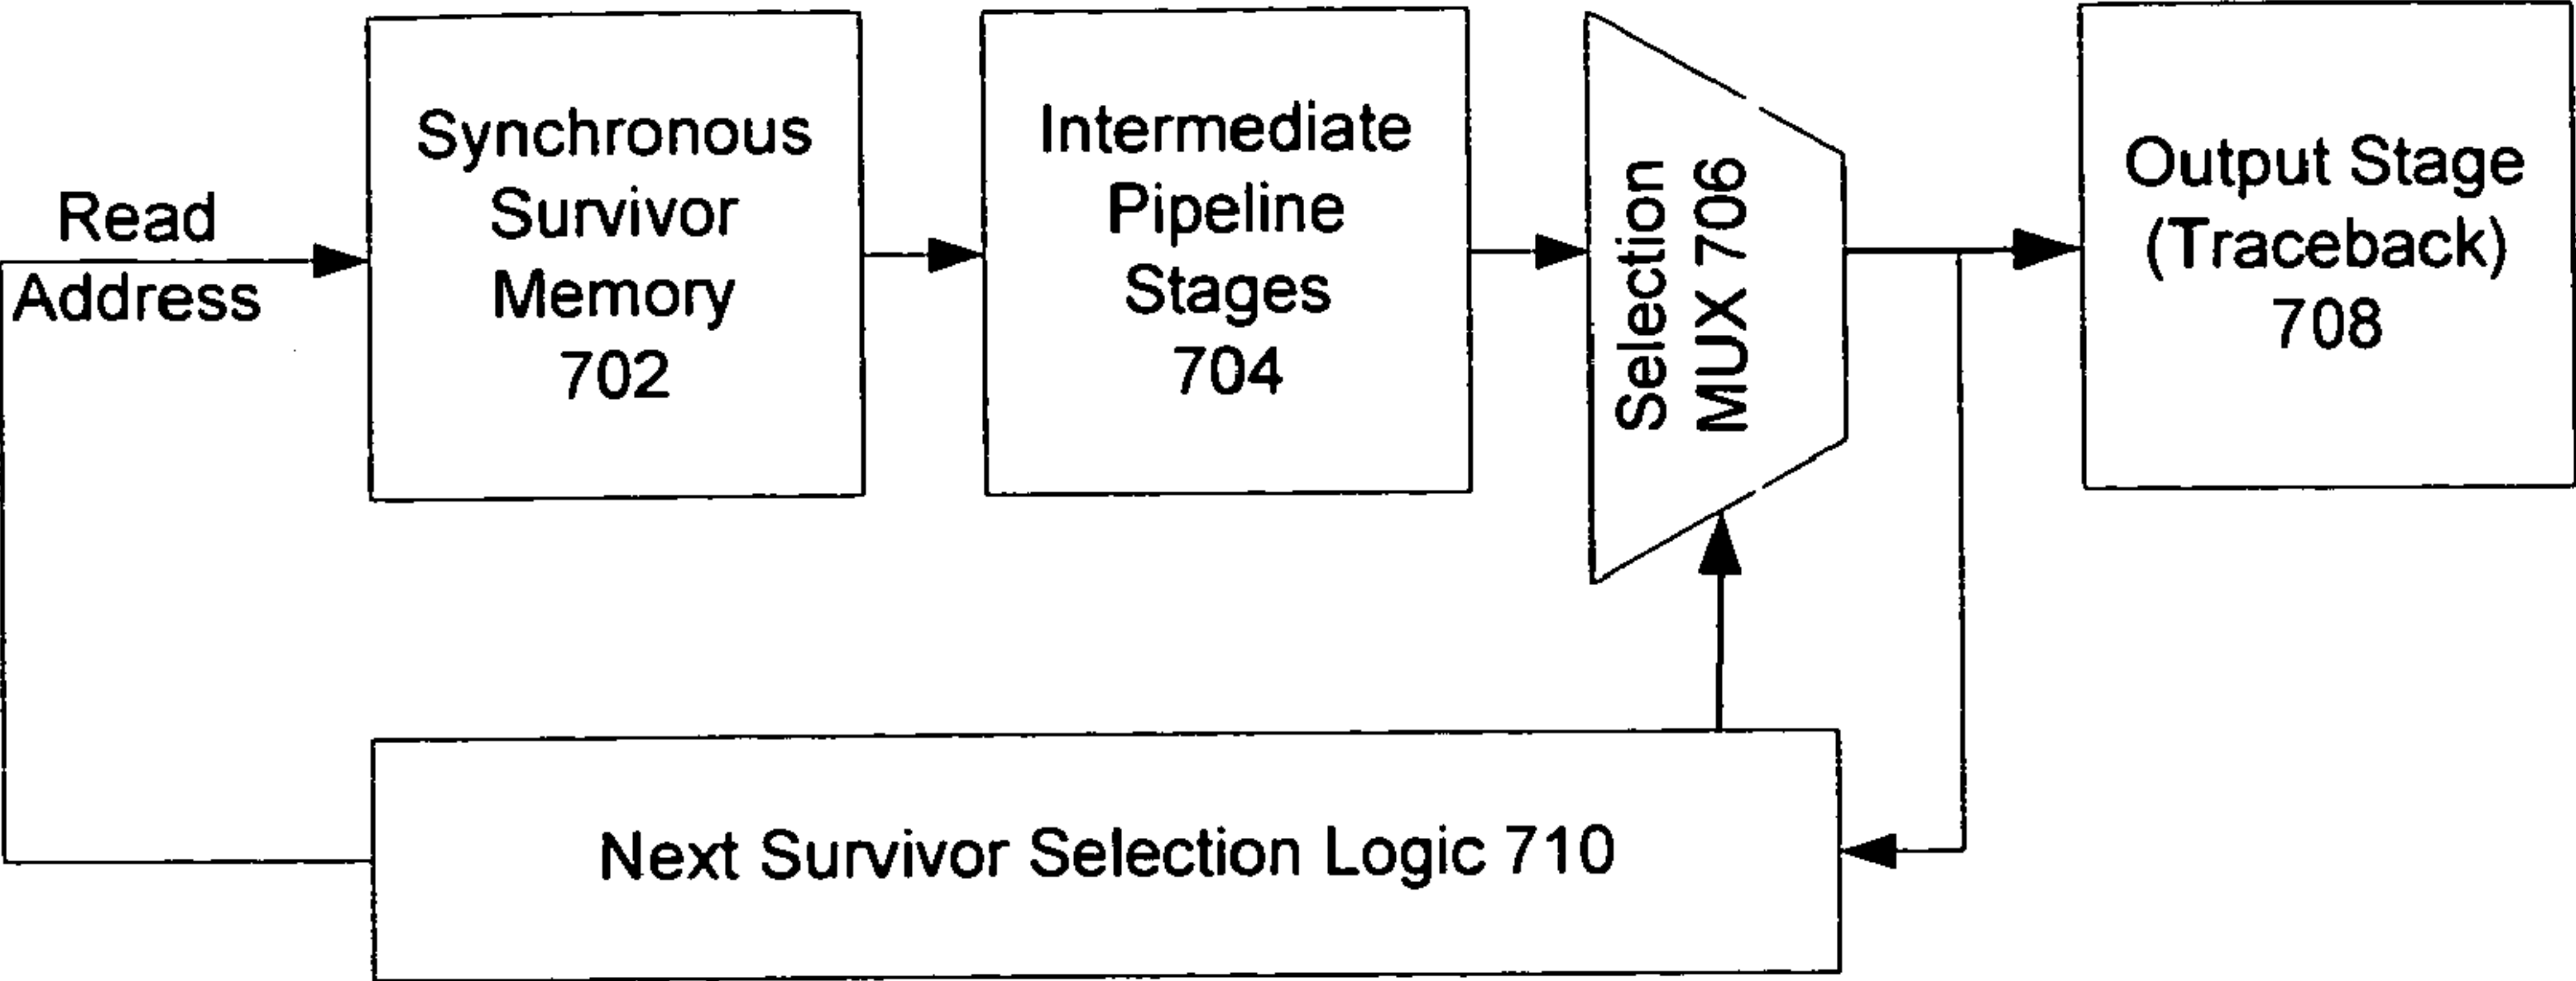 Read
Address
Synchronous
Survivor
Memory
702
Intermediate
Pipeline
Stages
704
Selection
MUX 706
Output Stage
(Traceback)
708
Next Survivor Selection Logic 710